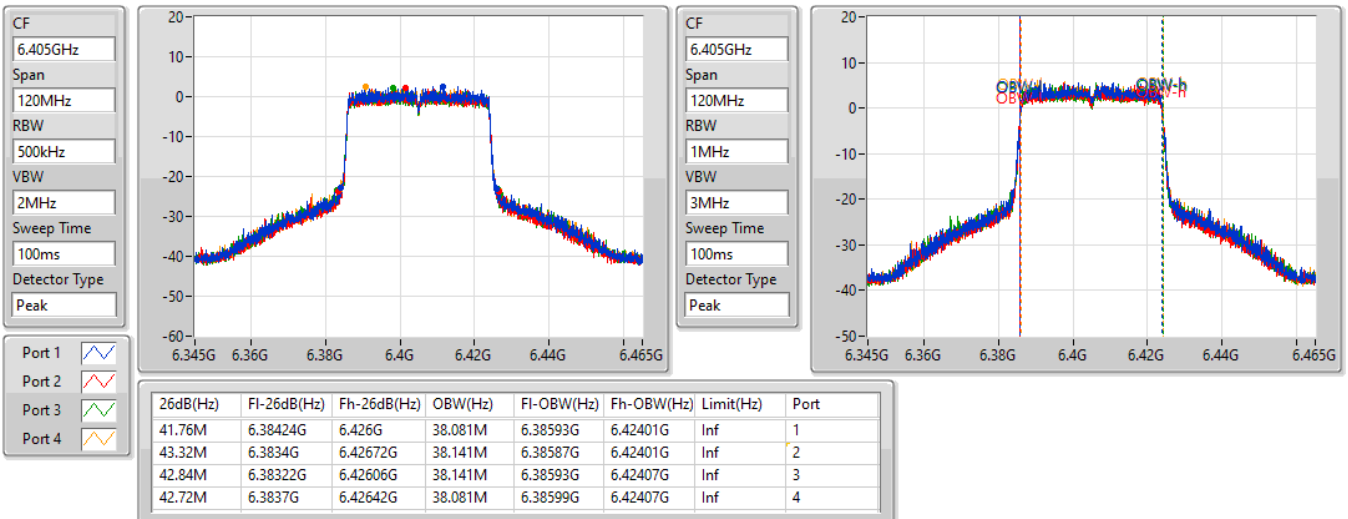 CF
6.405GHz
Span
120MHz
RBW
500kHz
VBW
2MHz
Sweep Time
100ms
Detector Type
Peak
20-
10-
0-
-10-
-20-
-30-
-40-
-50-
-60-
6.345G 6.36G 6.38G 6.4G 6.42G 6.44G 6.465G
CF
6.405GHz
Span
120MHz
RBW
1MHz
VBW
3MHz
Sweep Time
100ms
Detector Type
Peak
20-
10-
0-
-10-
-20-
-30-
-40-
-50-
OBW-h
6.345G 6.36G 6.38G 6.4G 6.42G 6.44G 6.465G
Port 1
Port 2
Port 3
Port 4
26dB(Hz) Fl-26dB(Hz) Fh-26dB(Hz) OBW(Hz) Fl-OBW(Hz) Fh-OBW(Hz) Limit(Hz) Port
41.76M 6.38424G 6.426G 38.081M 6.38593G 6.42401G Inf 1
43.32M 6.3834G 6.42672G 38.141M 6.38587G 6.42401G Inf 2
42.84M 6.38322G 6.42606G 38.141M 6.38593G 6.42407G Inf 3
42.72M 6.3837G 6.42642G 38.081M 6.38599G 6.42407G Inf 4